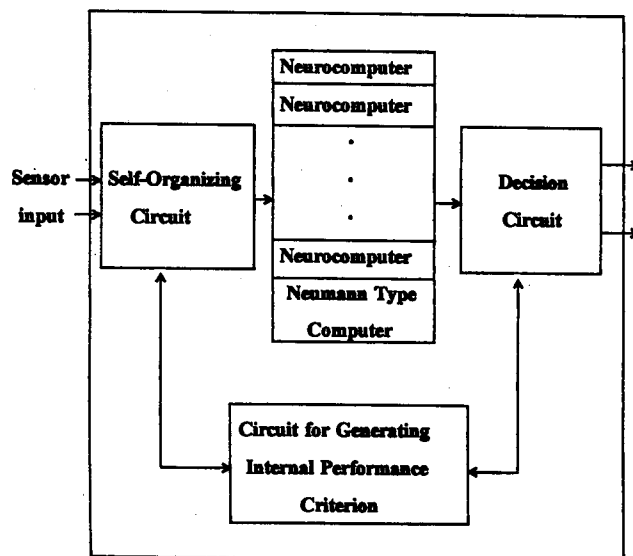 Sensor
input
Self-Organizing
Circuit
Neurocomputer
Neurocomputer
Neurocomputer
Neumann Type
Computer
Decision
Circuit
Circuit for Generating
Internal Performance
Criterion